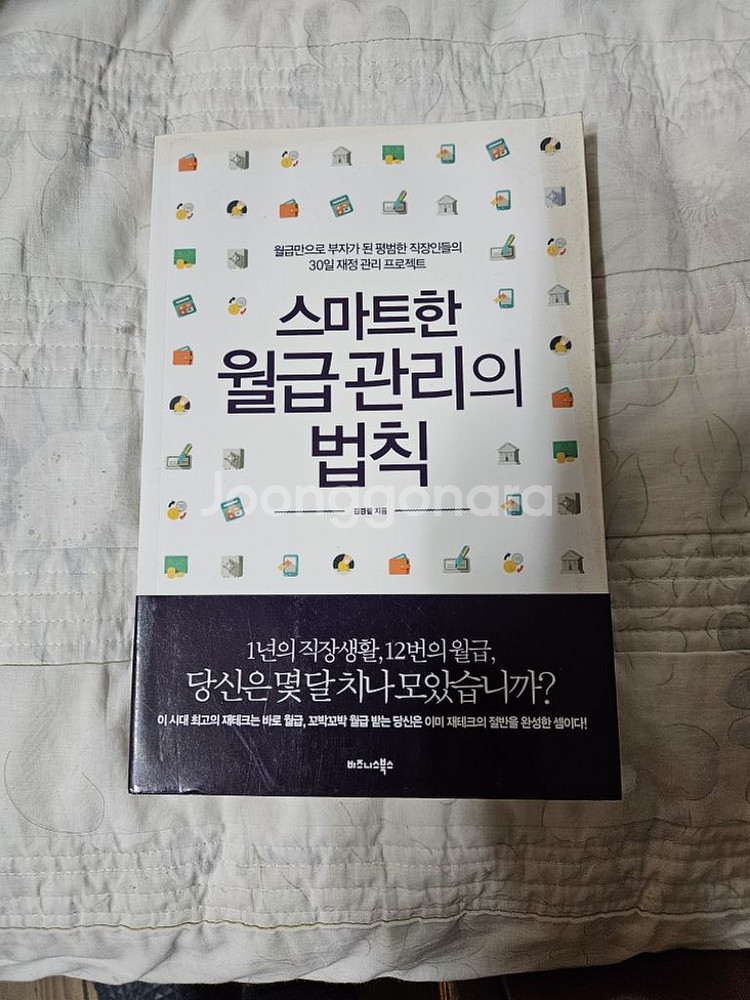 월급만으로 부자가 된 평범한 직장인들의
30일 재정 관리 프로젝트
스마트한
월급 관리의
법칙
Joonggonara
김경필 지음
1년의 직장생활, 12번의 월급,
당신은 몇 달 치나 모았습니까?
이 시대 최고의 재테크는 바로 월급, 꼬박꼬박 월급 받는 당신은 이미 재테크의 절반을 완성한 셈이다!
비즈니스북스